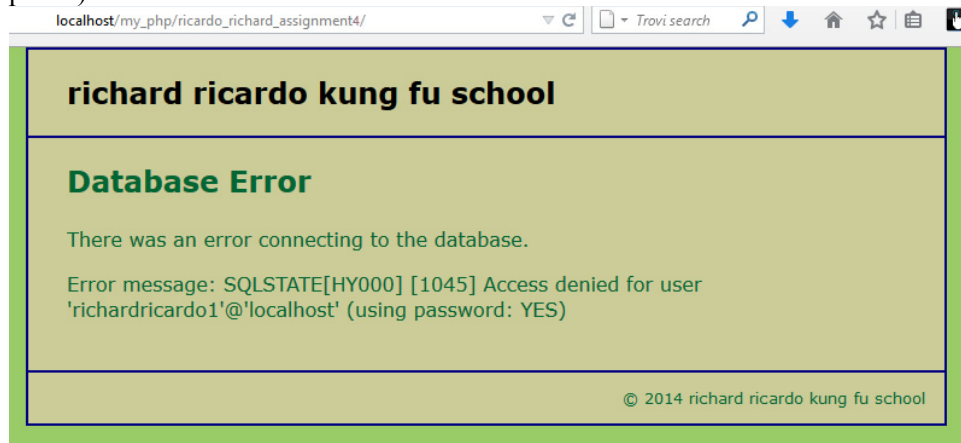 localhost/my_php/ricardo_richard_assignment4/
Trovi search
richard ricardo kung fu school
Database Error
There was an error connecting to the database.
Error message: SQLSTATE[HY000] [1045] Access denied for user
'richardricardo1'@'localhost' (using password: YES)
© 2014 richard ricardo kung fu school